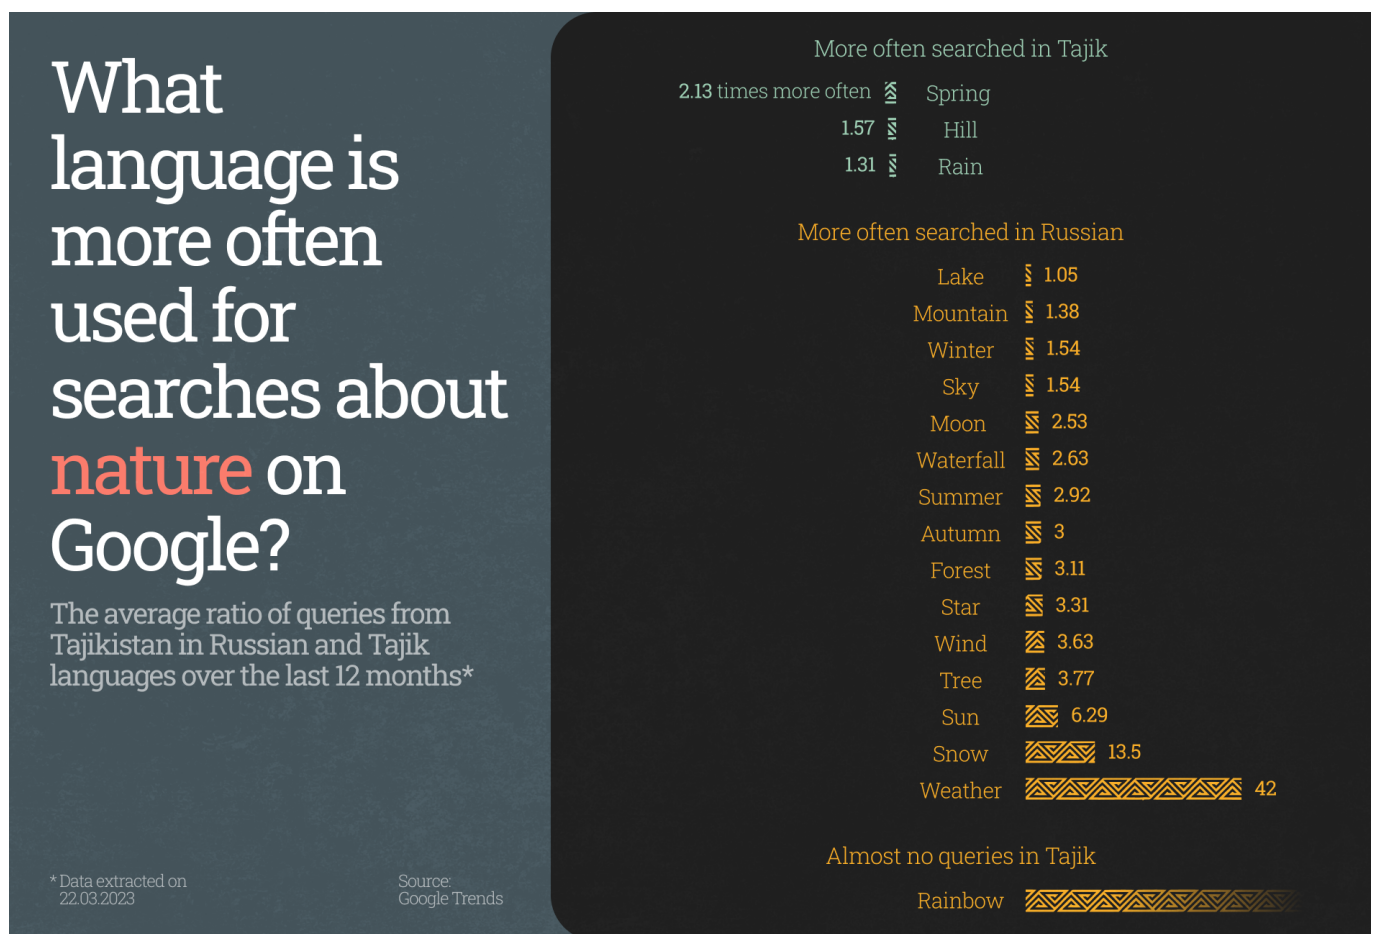 What
language is
more often
used for
searches about
nature on
Google?
The average ratio of queries from
Tajikistan in Russian and Tajik
languages over the last 12 months*
* Data extracted on
22.03.2023
Source:
Google Trends
More often searched in Tajik
2.13 times more often Spring
1.57 Hill
1.31 Rain
More often searched in Russian
Lake 1.05
Mountain 1.38
Winter 1.54
Sky 1.54
Moon 2.53
Waterfall 2.63
Summer 2.92
Autumn 3
Forest 3.11
Star 3.31
Wind 3.63
Tree 3.77
Sun 6.29
Snow 13.5
Weather 42
Almost no queries in Tajik
Rainbow